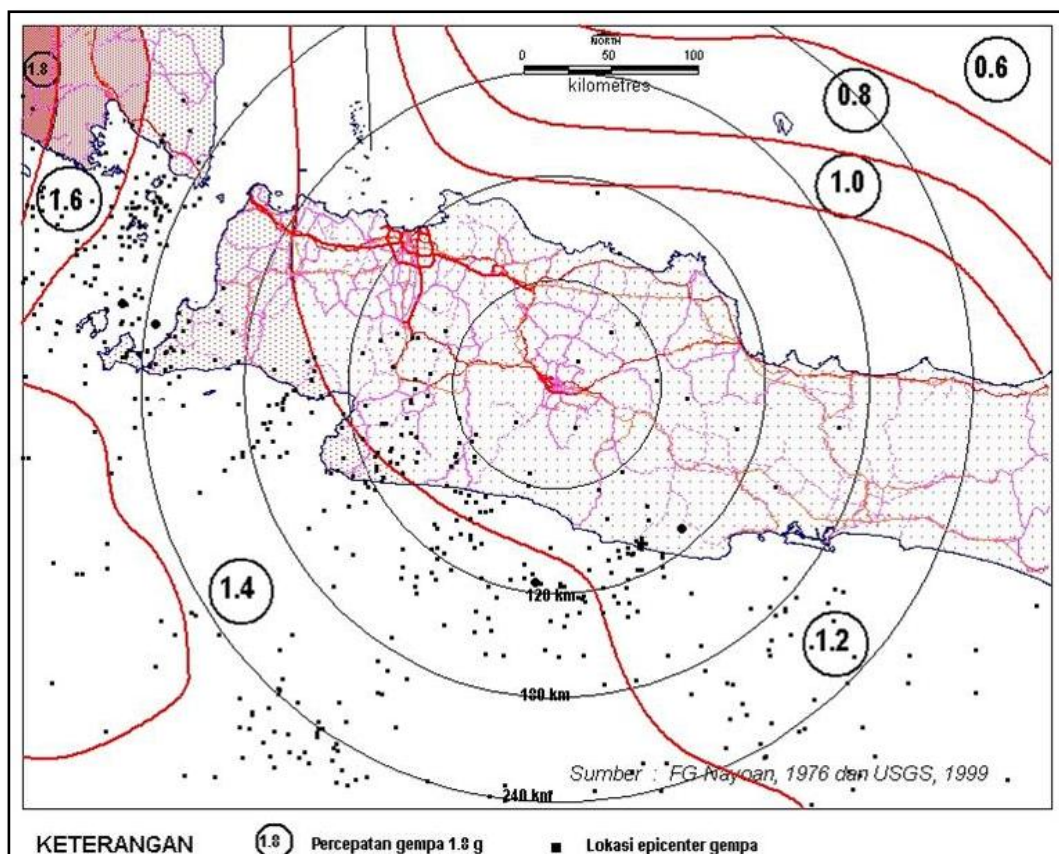 NORTH
0 50 100
kilometres
1.8
0.6
0.8
1.0
1.6
1.4
120 km
1.2
180 km
Sumber : FG Nayoan, 1976 dan USGS, 1999
240 km
KETERANGAN
1.8 Percepatan gempa 1.8 g
Lokasi epicenter gempa